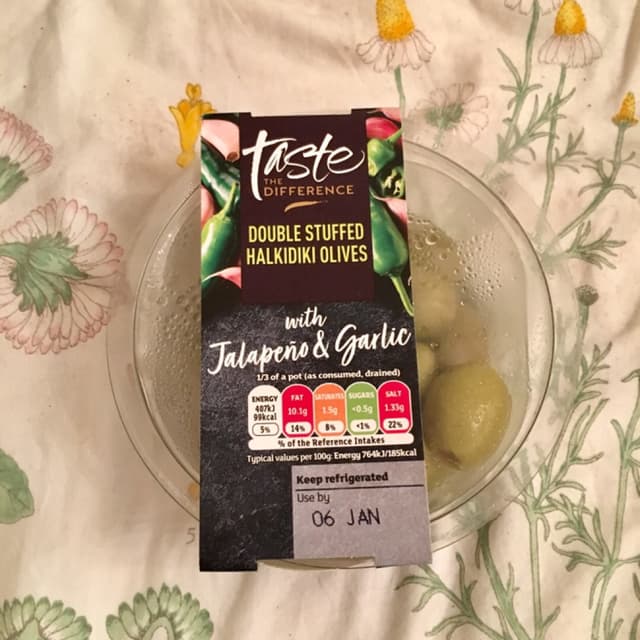 taste
THE
DIFFERENCE
DOUBLE STUFFED
HALKIDIKI OLIVES
with
Jalapeño & Garlic
1/3 of a pot (as consumed, drained)
ENERGY FAT SATURATES SUGARS SALT
407kJ
99kcal 10.1g 1.5g <0.5g 1.33g
5% 14% 8% <1% 22%
% of the Reference Intakes
Typical values per 100g: Energy 764kJ/185kcal
Keep refrigerated
Use by
06 JAN